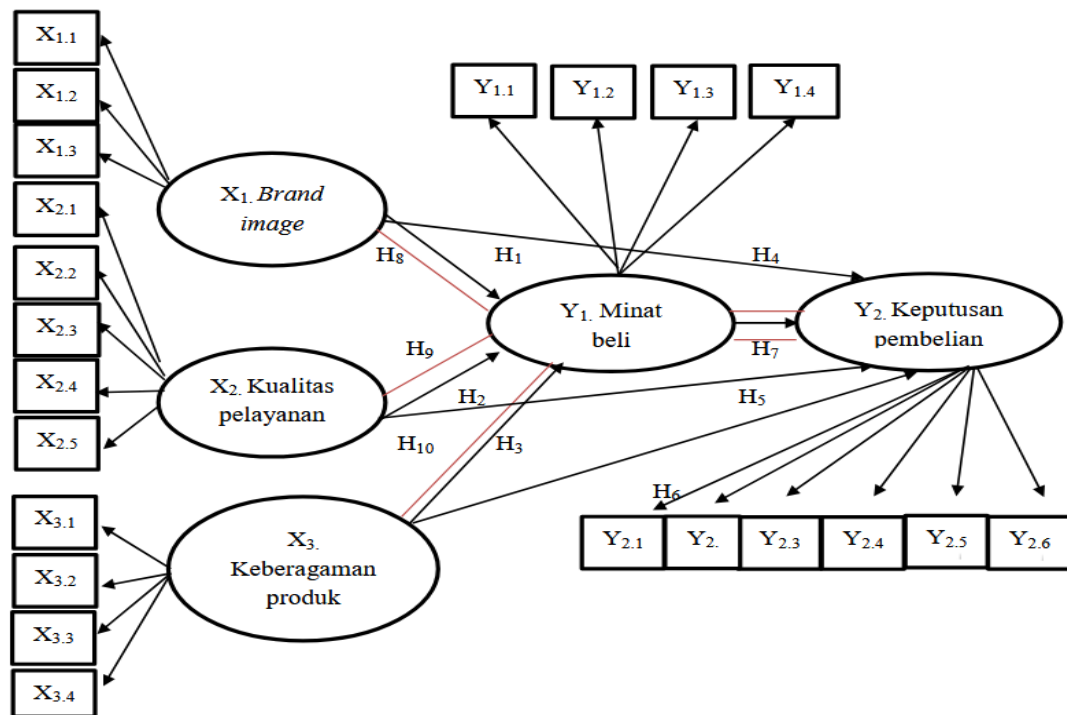 X1.1
X1.2
X1.3
X2.1
X2.2
X2.3
X2.4
X2.5
X3.1
X3.2
X3.3
X3.4
X1. Brand
image
X2. Kualitas
pelayanan
X3.
Keberagaman
produk
Y1.1
Y1.2
Y1.3
Y1.4
H8
H1
H4
H9
H2
H10
H3
H7
H5
H6
Y1. Minat
beli
Y2. Keputusan
pembelian
Y2.1
Y2.
Y2.3
Y2.4
Y2.5
Y2.6